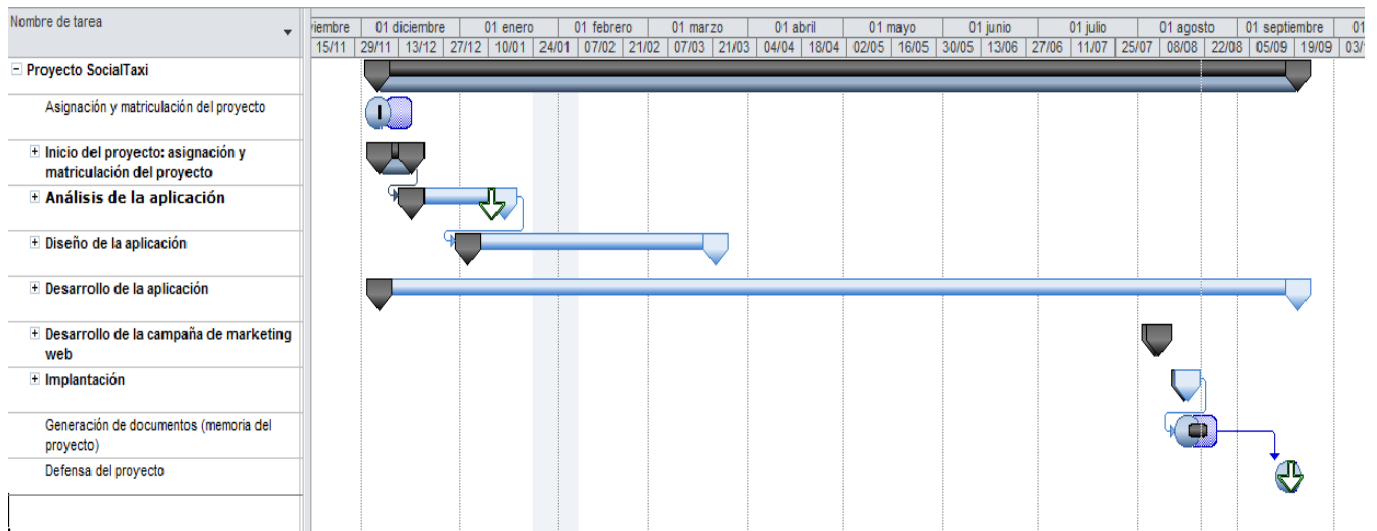 Nombre de tarea
viembre 01 diciembre 01 enero 01 febrero 01 marzo 01 abril 01 mayo 01 junio 01 julio 01 agosto 01 septiembre 01
15/11 29/11 13/12 27/12 10/01 24/01 07/02 21/02 07/03 21/03 04/04 18/04 02/05 16/05 30/05 13/06 27/06 11/07 25/07 08/08 22/08 05/09 19/09 03/
Proyecto SocialTaxi
Asignación y matriculación del proyecto
Inicio del proyecto: asignación y
matriculación del proyecto
Análisis de la aplicación
Diseño de la aplicación
Desarrollo de la aplicación
Desarrollo de la campaña de marketing
web
Implantación
Generación de documentos (memoria del
proyecto)
Defensa del proyecto